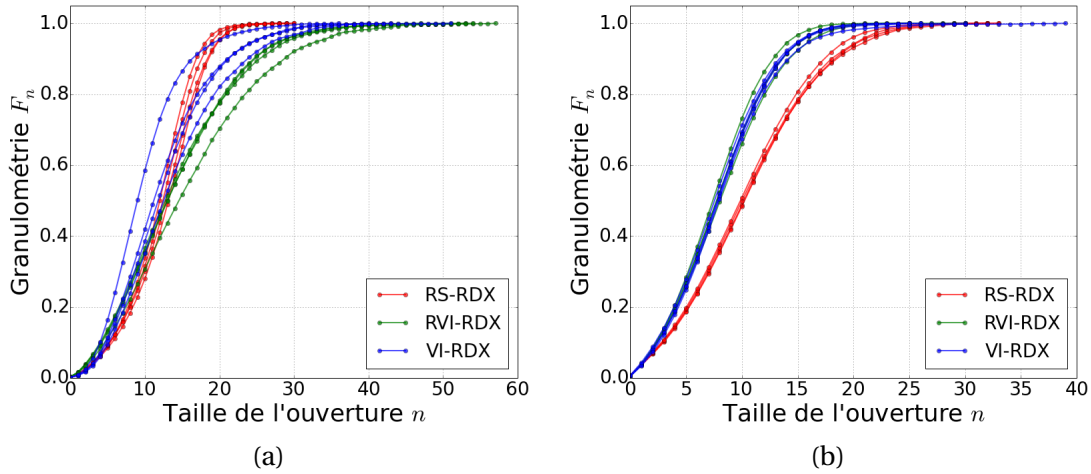 1.0
0.8
0.6
0.4
0.2
0.0
Granulométrie Fn
RS-RDX
RVI-RDX
VI-RDX
0 10 20 30 40 50 60
Taille de l'ouverture n
(a)
1.0
0.8
0.6
0.4
0.2
0.0
Granulométrie Fn
RS-RDX
RVI-RDX
VI-RDX
0 5 10 15 20 25 30 35 40
Taille de l'ouverture n
(b)